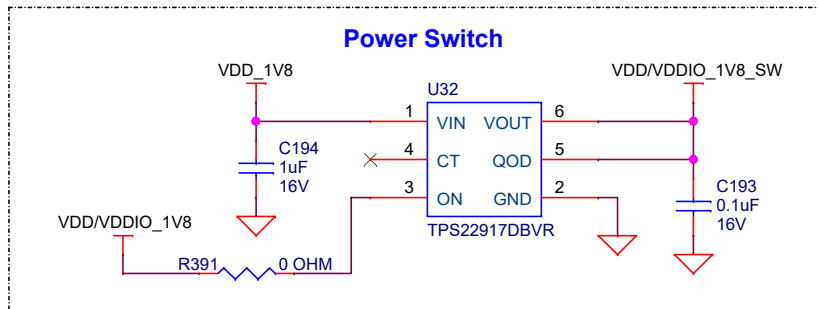 Power Switch
VDD_1V8
VDD/VDDIO_1V8_SW
U32
1
VIN
VOUT
6
4
CT
QOD
5
3
ON
GND
2
TPS22917DBVR
C194
1uF
16V
C193
0.1uF
16V
VDD/VDDIO_1V8
R391
0 OHM